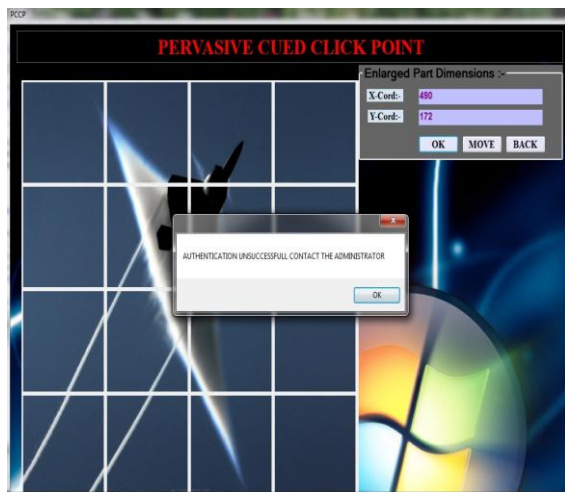 PCCP
PERVASIVE CUED CLICK POINT
Enlarged Part Dimensions :-
X-Cord:- 490
Y-Cord:- 172
OK MOVE BACK
AUTHENTICATION UNSUCCESSFULL CONTACT THE ADMINISTRATOR
OK